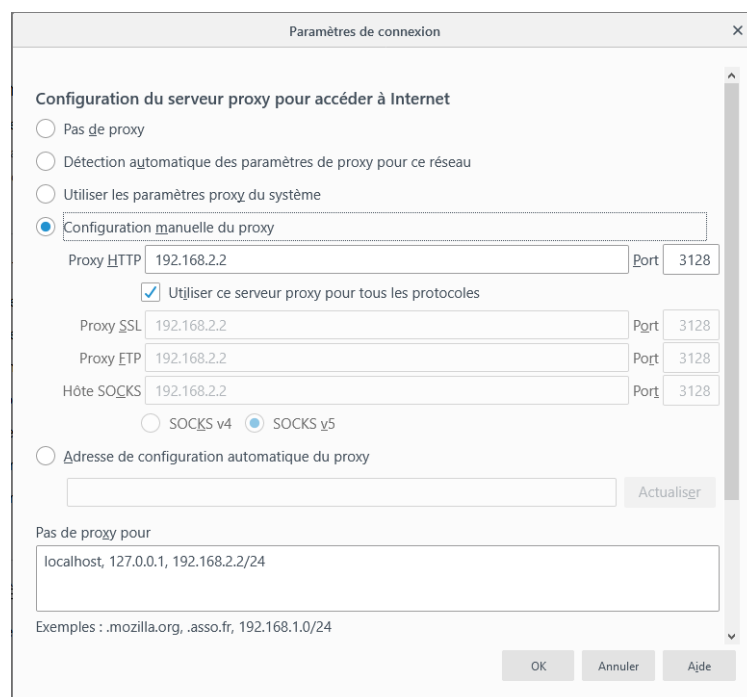 Paramètres de connexion
Configuration du serveur proxy pour accéder à Internet
Pas de proxy
Détection automatique des paramètres de proxy pour ce réseau
Utiliser les paramètres proxy du système
Configuration manuelle du proxy
Proxy HTTP 192.168.2.2 Port 3128
Utiliser ce serveur proxy pour tous les protocoles
Proxy SSL 192.168.2.2 Port 3128
Proxy FTP 192.168.2.2 Port 3128
Hôte SOCKS 192.168.2.2 Port 3128
SOCKS v4 SOCKS v5
Adresse de configuration automatique du proxy
Actualiser
Pas de proxy pour
localhost, 127.0.0.1, 192.168.2.2/24
Exemples : .mozilla.org, .asso.fr, 192.168.1.0/24
OK Annuler Aide